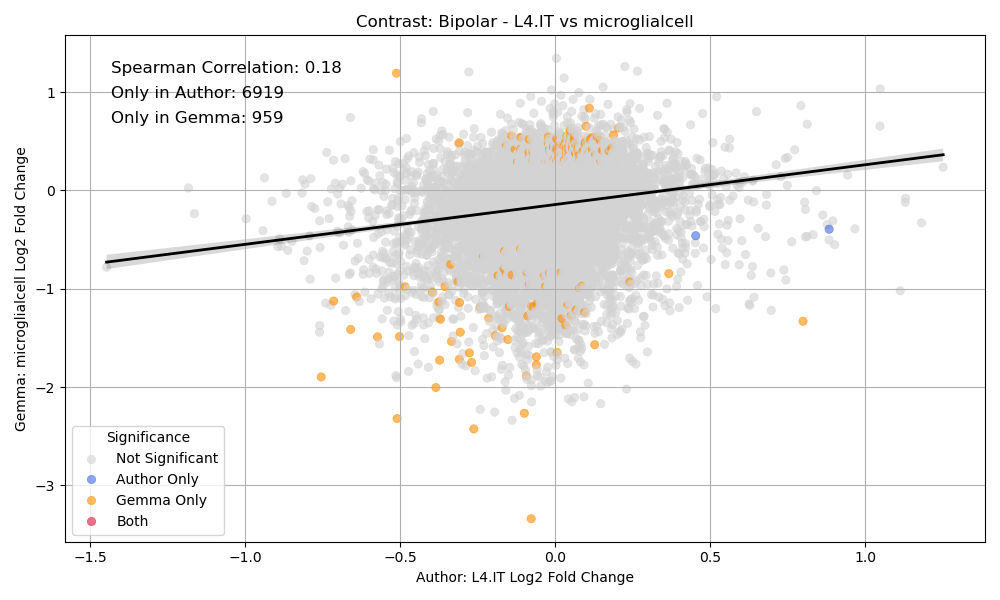 Contrast: Bipolar - L4.IT vs microglialcell
Spearman Correlation: 0.18
Only in Author: 6919
Only in Gemma: 959
Gemma: microglialcell Log2 Fold Change
1
0
−1
−2
−3
Significance
Not Significant
Author Only
Gemma Only
Both
−1.5
−1.0
−0.5
0.0
0.5
1.0
Author: L4.IT Log2 Fold Change